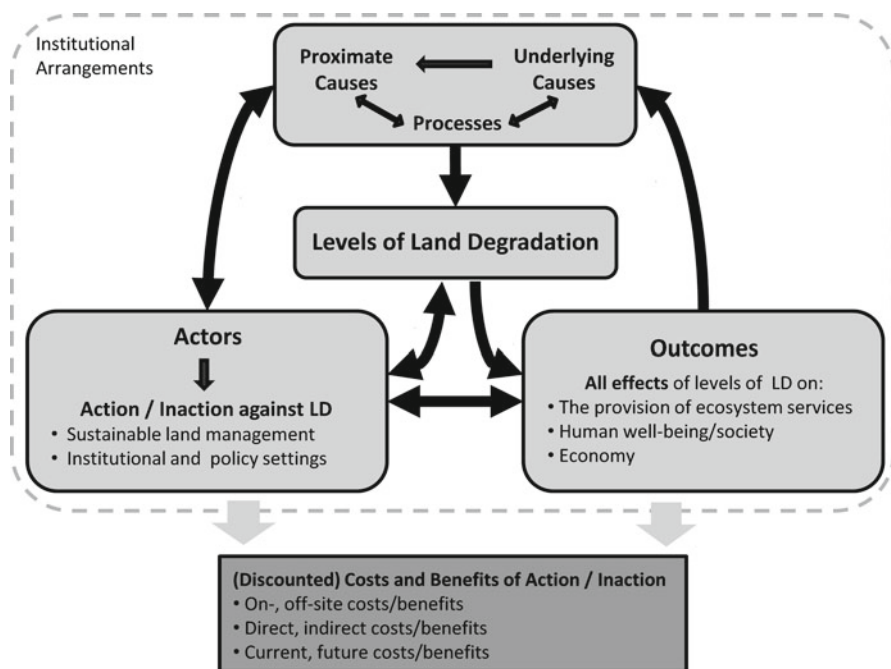 Institutional
Arrangements
Proximate
Causes
Underlying
Causes
Processes
Levels of Land Degradation
Actors
Action / Inaction against LD
• Sustainable land management
• Institutional and policy settings
Outcomes
All effects of levels of LD on:
• The provision of ecosystem services
• Human well-being/society
• Economy
(Discounted) Costs and Benefits of Action / Inaction
• On-, off-site costs/benefits
• Direct, indirect costs/benefits
• Current, future costs/benefits